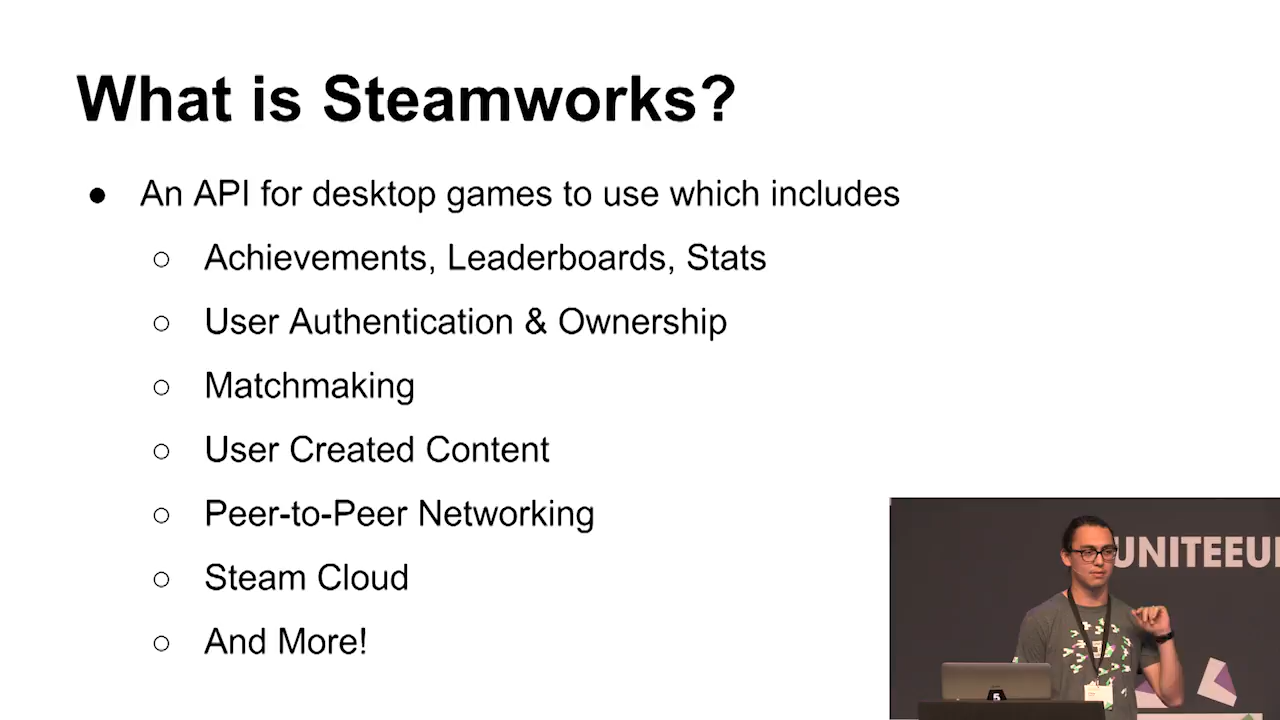 What is Steamworks?
● An API for desktop games to use which includes
○ Achievements, Leaderboards, Stats
○ User Authentication & Ownership
○ Matchmaking
○ User Created Content
○ Peer-to-Peer Networking
○ Steam Cloud
○ And More!
UNITEEU
5